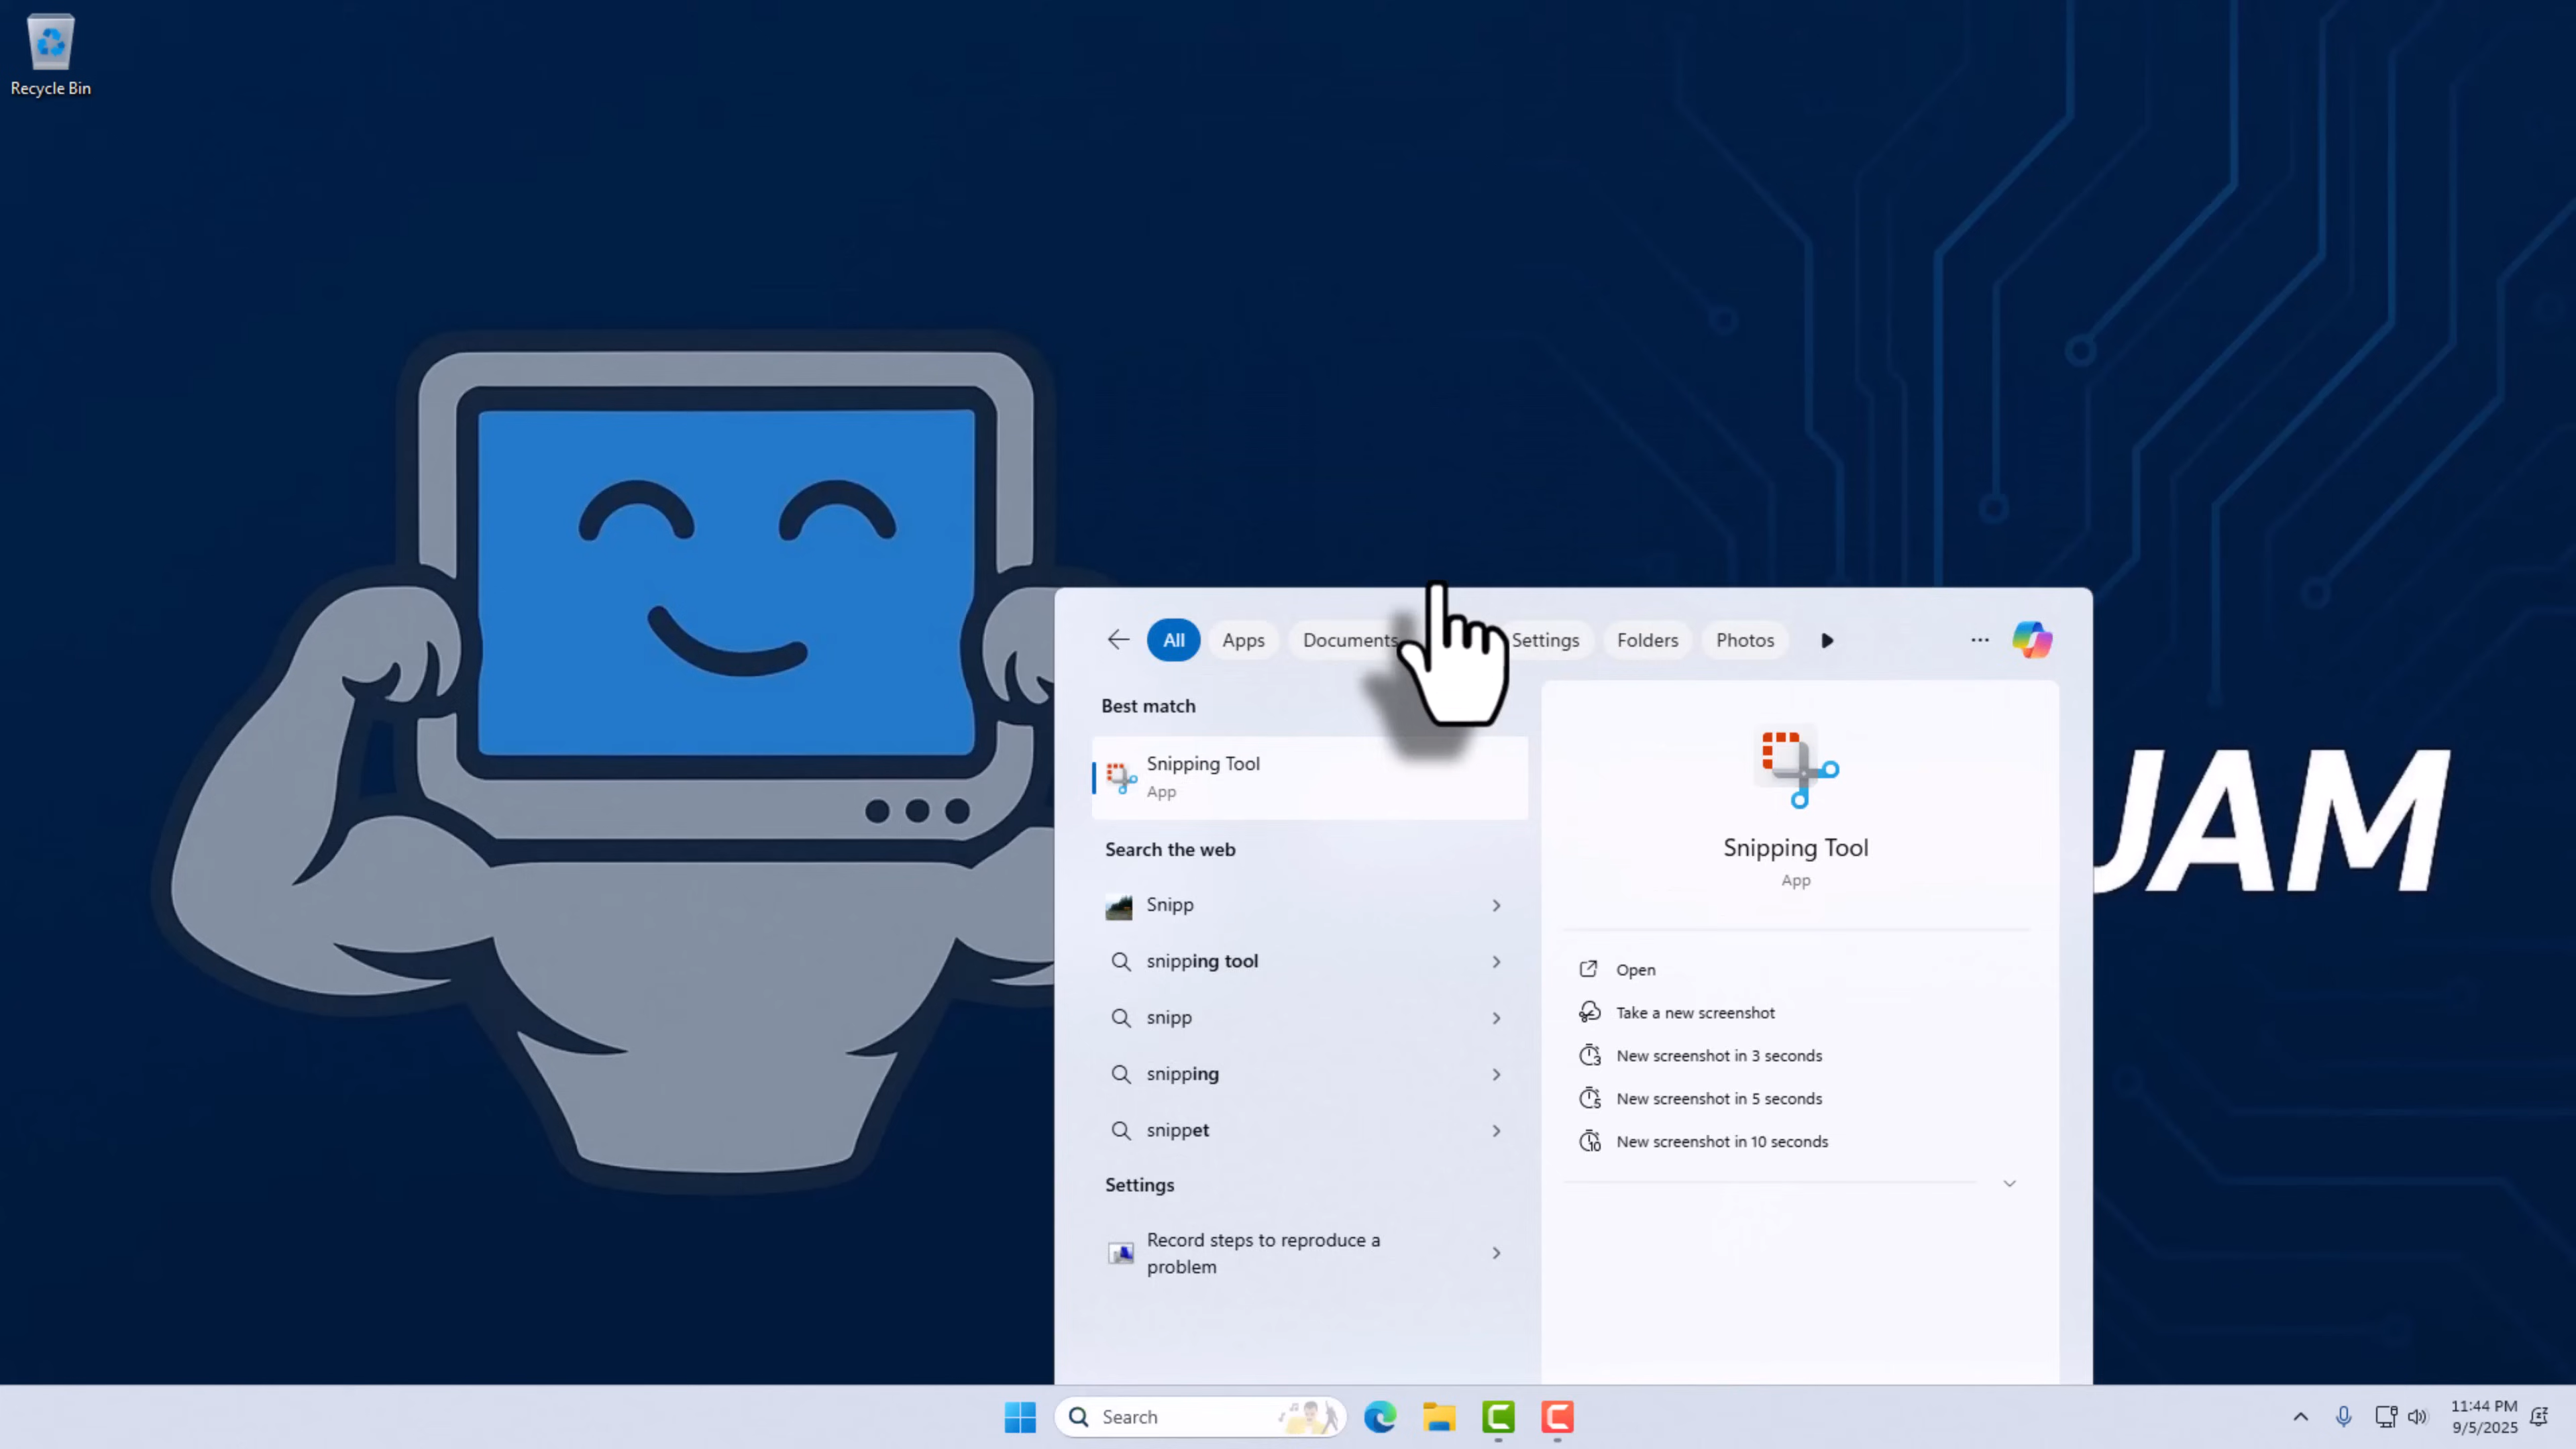 Recycle Bin
All
Apps
Documents
Settings
Folders
Photos
Best match
Snipping Tool
App
Search the web
Snipp
snipping tool
snipp
snipping
snippet
Settings
Record steps to reproduce a
problem
Snipping Tool
App
Open
Take a new screenshot
New screenshot in 3 seconds
New screenshot in 5 seconds
New screenshot in 10 seconds
JAM
Search
11:44 PM
9/5/2025